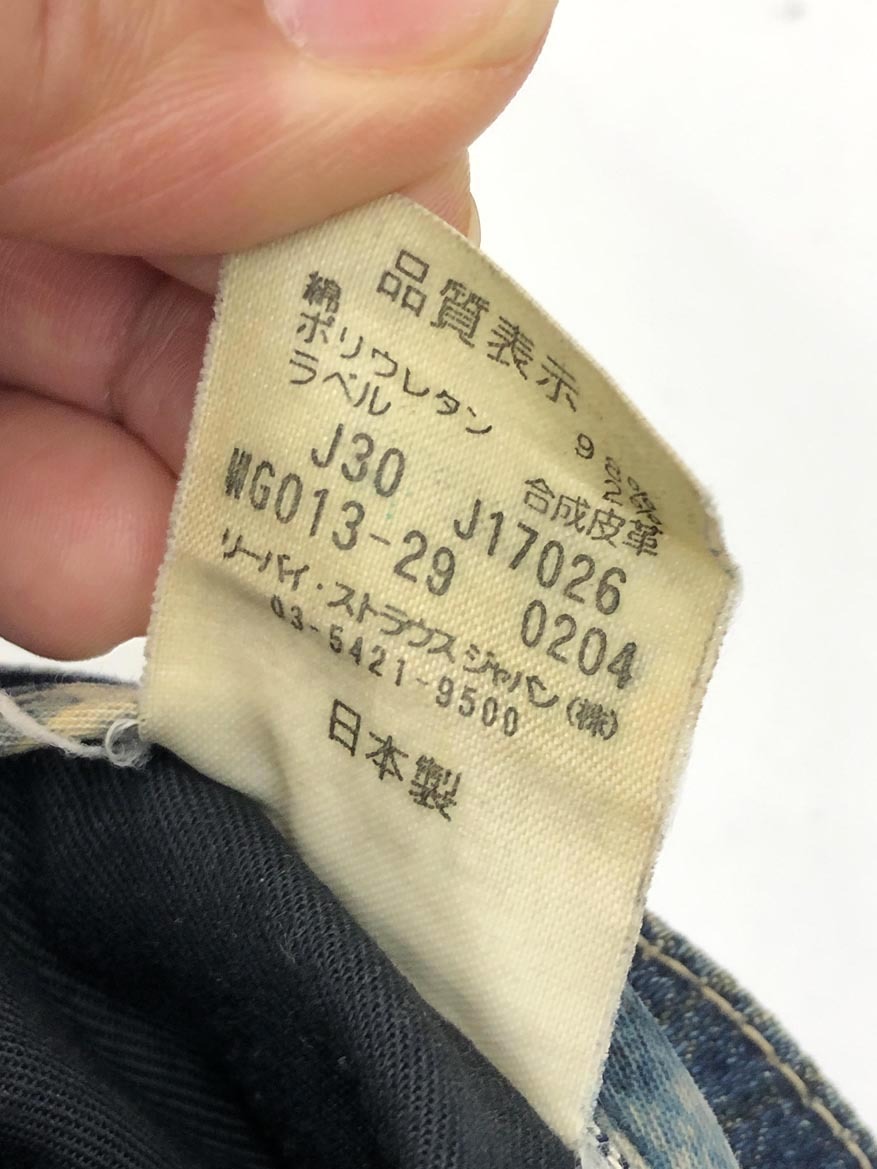 品質表示
綿 98%
ポリウレタン 2%
ラベル 合成皮革
J30 J17026
WG013-29 0204
リーバイ・ストラウスジャパン(株)
03-5421-9500
日本製